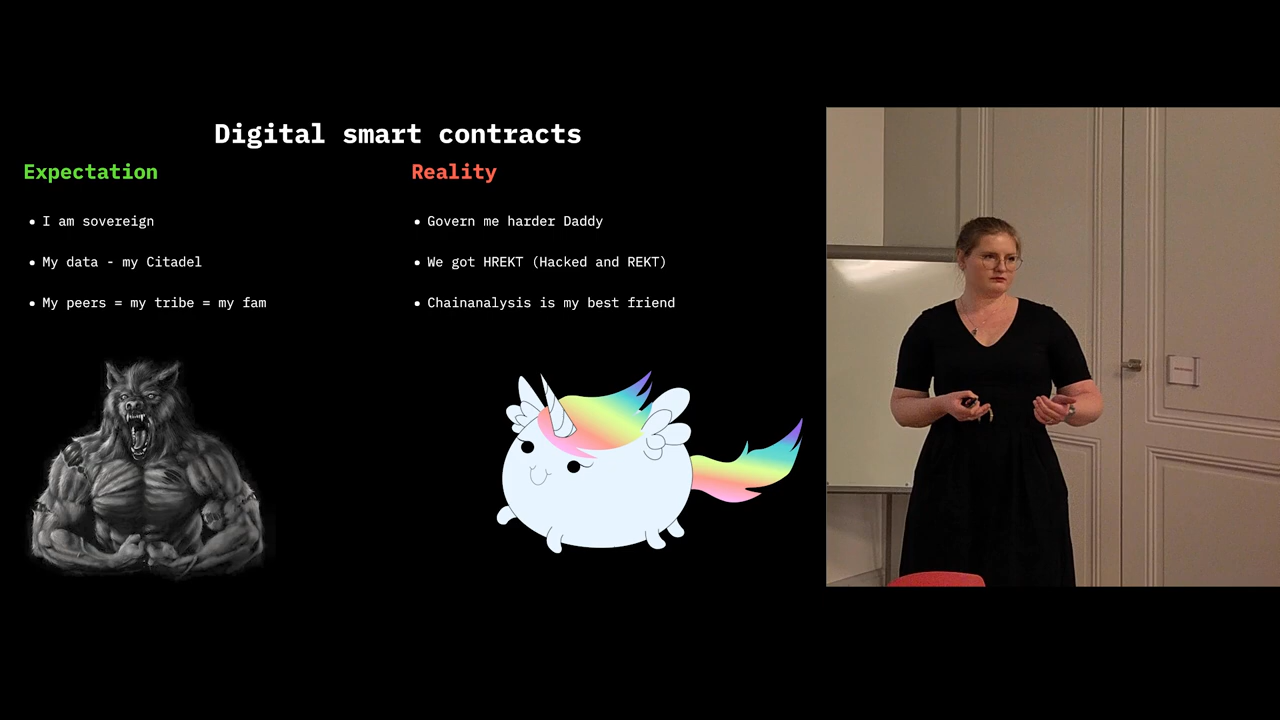 Digital smart contracts
Expectation
• I am sovereign
• My data - my Citadel
• My peers = my tribe = my fam
Reality
• Govern me harder Daddy
• We got HREKT (Hacked and REKT)
• Chainanalysis is my best friend